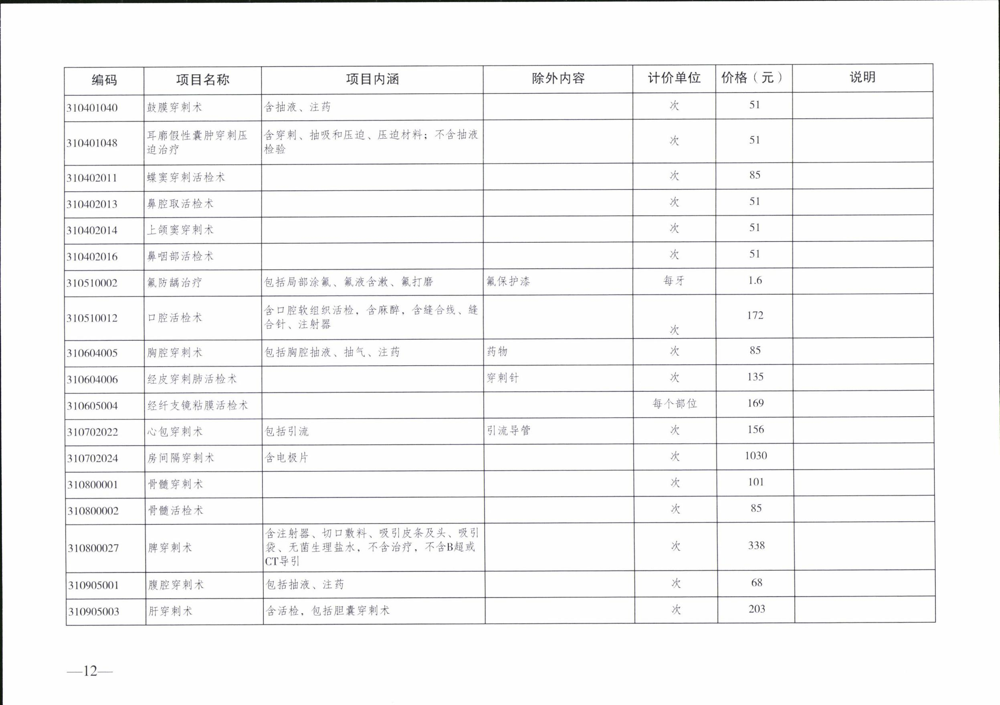 编码 项目名称 项目内涵 除外内容 计价单位 价格（元） 说明
310401040 鼓膜穿刺术 含抽液、注药 次 51
310401048 耳廓假性囊肿穿刺压 含穿刺、抽吸和压迫、压迫材料；不含抽液 次 51
迫治疗 检验
310402011 蝶窦穿刺活检术 次 85
310402013 鼻腔取活检术 次 51
310402014 上颌窦穿刺术 次 51
310402016 鼻咽部活检术 次 51
310510002 氟防龋治疗 包括局部涂氟、氟液含漱、氟打磨 氟保护漆 每牙 1.6
310510012 口腔活检术 含口腔软组织活检，含麻醉，含缝合线、缝 次 172
合针、注射器
310604005 胸腔穿刺术 包括胸腔抽液、抽气、注药 药物 次 85
310604006 经皮穿刺肺活检术 穿刺针 次 135
310605004 经纤支镜粘膜活检术 每个部位 169
310702022 心包穿刺术 包括引流 引流导管 次 156
310702024 房间隔穿刺术 含电极片 次 1030
310800001 骨髓穿刺术 次 101
310800002 骨髓活检术 次 85
310800027 脾穿刺术 含注射器、切口敷料、吸引皮条及头、吸引 次 338
袋、无菌生理盐水，不含治疗，不含B超或
CT导引
310905001 腹腔穿刺术 包括抽液、注药 次 68
310905003 肝穿刺术 含活检，包括胆囊穿刺术 次 203
—12—